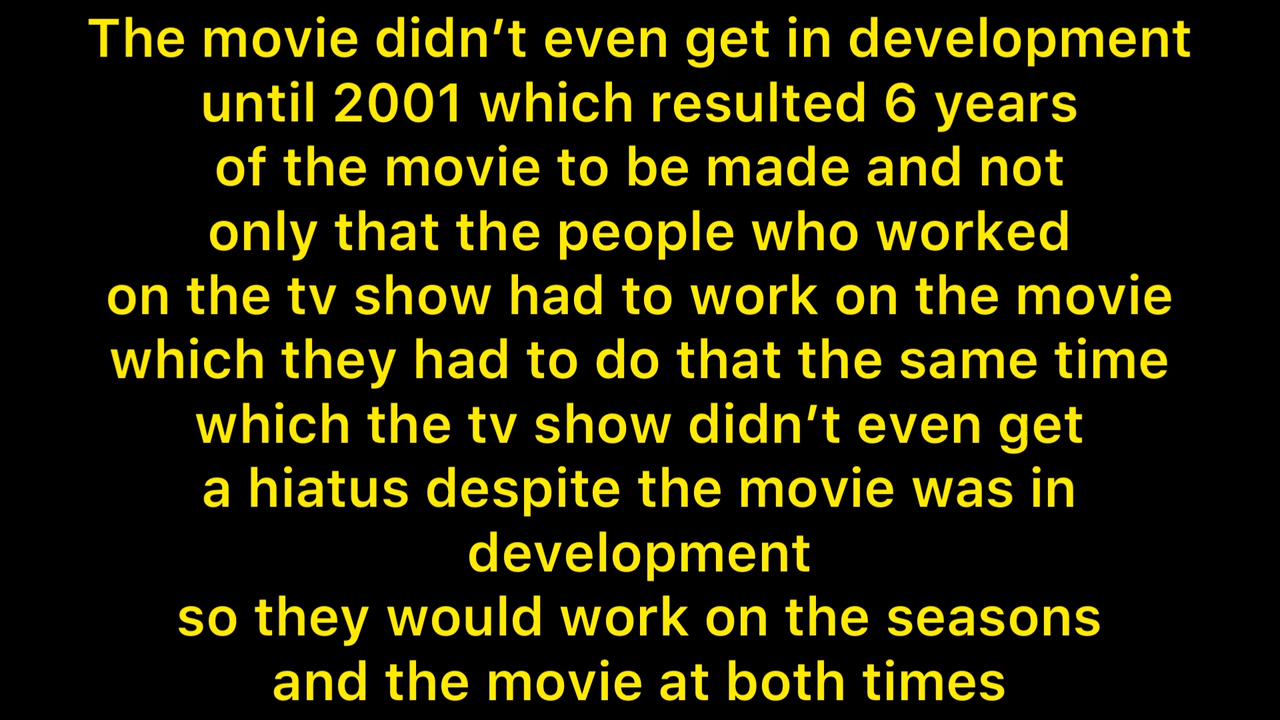 The movie didn’t even get in development
until 2001 which resulted 6 years
of the movie to be made and not
only that the people who worked
on the tv show had to work on the movie
which they had to do that the same time
which the tv show didn’t even get
a hiatus despite the movie was in
development
so they would work on the seasons
and the movie at both times